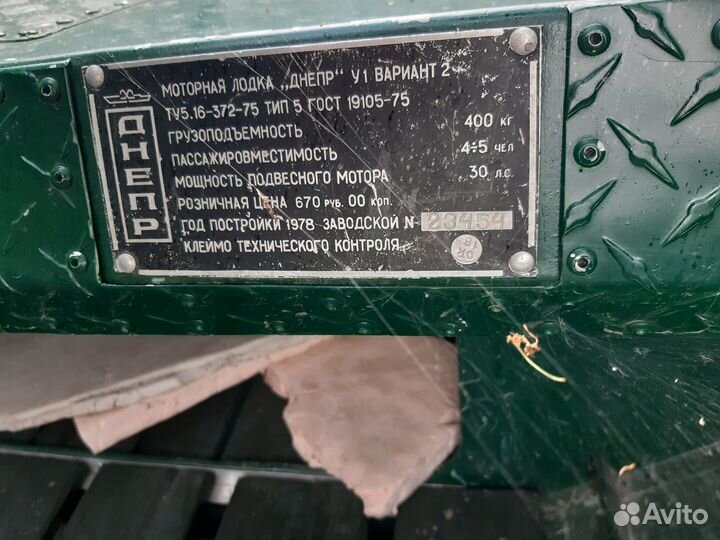 МОТОРНАЯ ЛОДКА „ДНЕПР“ У1 ВАРИАНТ 2
ТУ5.16-372-75 ТИП 5 ГОСТ 19105-75
ГРУЗОПОДЪЕМНОСТЬ 400 КГ
ПАССАЖИРОВМЕСТИМОСТЬ 4÷5 ЧЕЛ
МОЩНОСТЬ ПОДВЕСНОГО МОТОРА 30 Л.С.
РОЗНИЧНАЯ ЦЕНА 670 РУБ. 00 КОП.
ГОД ПОСТРОЙКИ 1978 ЗАВОДСКОЙ № 23454
КЛЕЙМО ТЕХНИЧЕСКОГО КОНТРОЛЯ
ДНЕПР
Avito